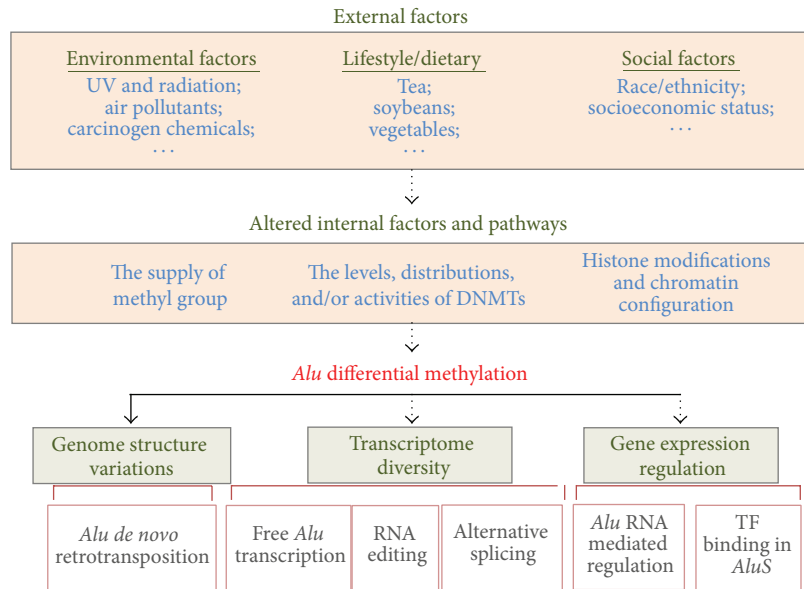 External factors
Environmental factors
UV and radiation;
air pollutants;
carcinogen chemicals;
...
Lifestyle/dietary
Tea;
soybeans;
vegetables;
...
Social factors
Race/ethnicity;
socioeconomic status;
...
Altered internal factors and pathways
The supply of
methyl group
The levels, distributions,
and/or activities of DNMTs
Histone modifications
and chromatin
configuration
Alu differential methylation
Genome structure
variations
Transcriptome
diversity
Gene expression
regulation
Alu de novo
retrotransposition
Free Alu
transcription
RNA
editing
Alternative
splicing
Alu RNA
mediated
regulation
TF
binding in
AluS